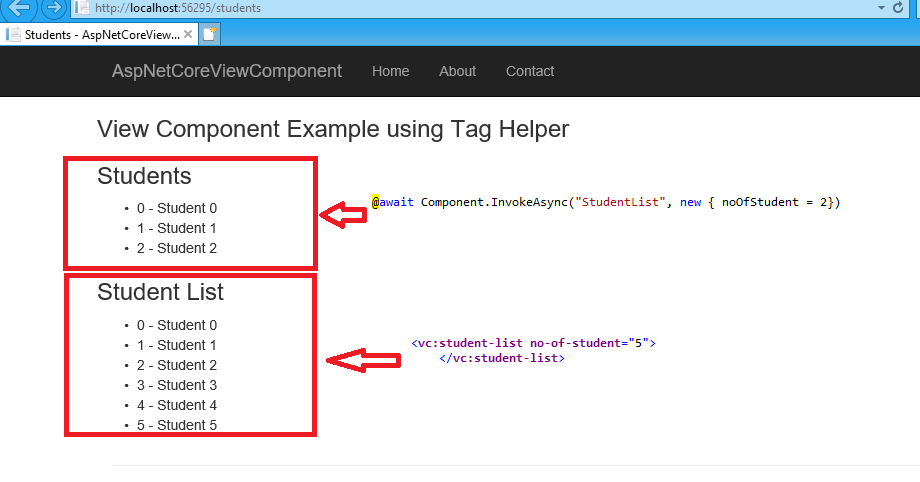 http://localhost:56295/students
Students - AspNetCoreView...
AspNetCoreViewComponent Home About Contact
View Component Example using Tag Helper
Students
• 0 - Student 0
• 1 - Student 1
• 2 - Student 2
@await Component.InvokeAsync("StudentList", new { noOfStudent = 2})
Student List
• 0 - Student 0
• 1 - Student 1
• 2 - Student 2
• 3 - Student 3
• 4 - Student 4
• 5 - Student 5
<vc:student-list no-of-student="5">
</vc:student-list>